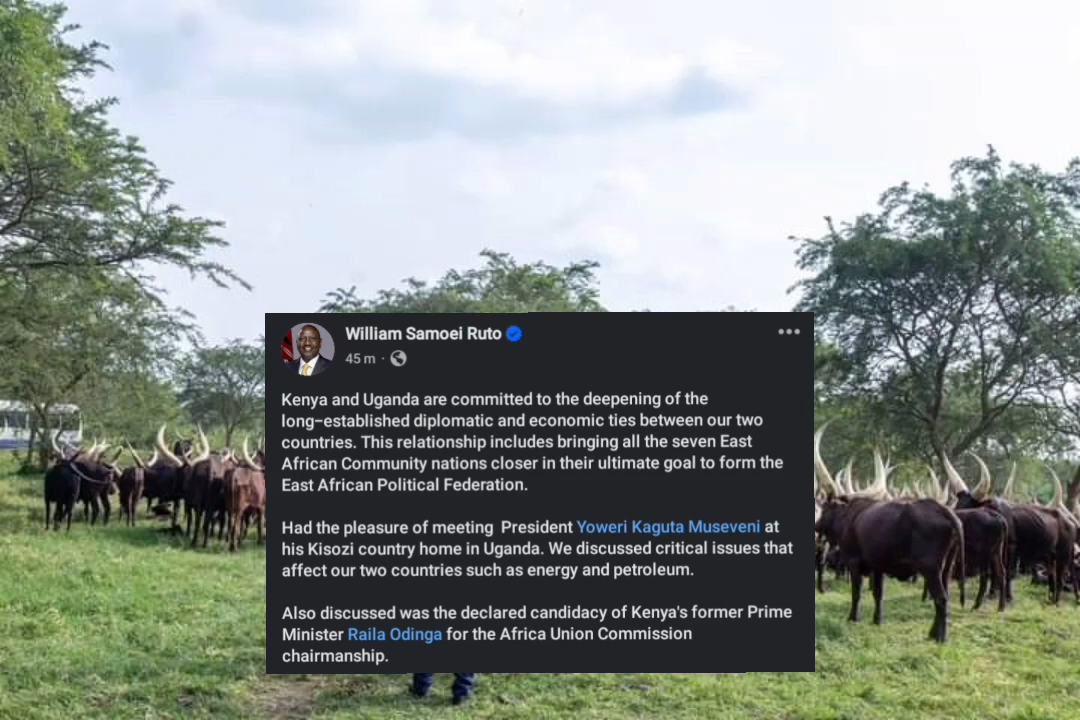 William Samoei Ruto
45 m ·
Kenya and Uganda are committed to the deepening of the
long-established diplomatic and economic ties between our two
countries. This relationship includes bringing all the seven East
African Community nations closer in their ultimate goal to form the
East African Political Federation.
Had the pleasure of meeting  President Yoweri Kaguta Museveni at
his Kisozi country home in Uganda. We discussed critical issues that
affect our two countries such as energy and petroleum.
Also discussed was the declared candidacy of Kenya's former Prime
Minister Raila Odinga for the Africa Union Commission
chairmanship.